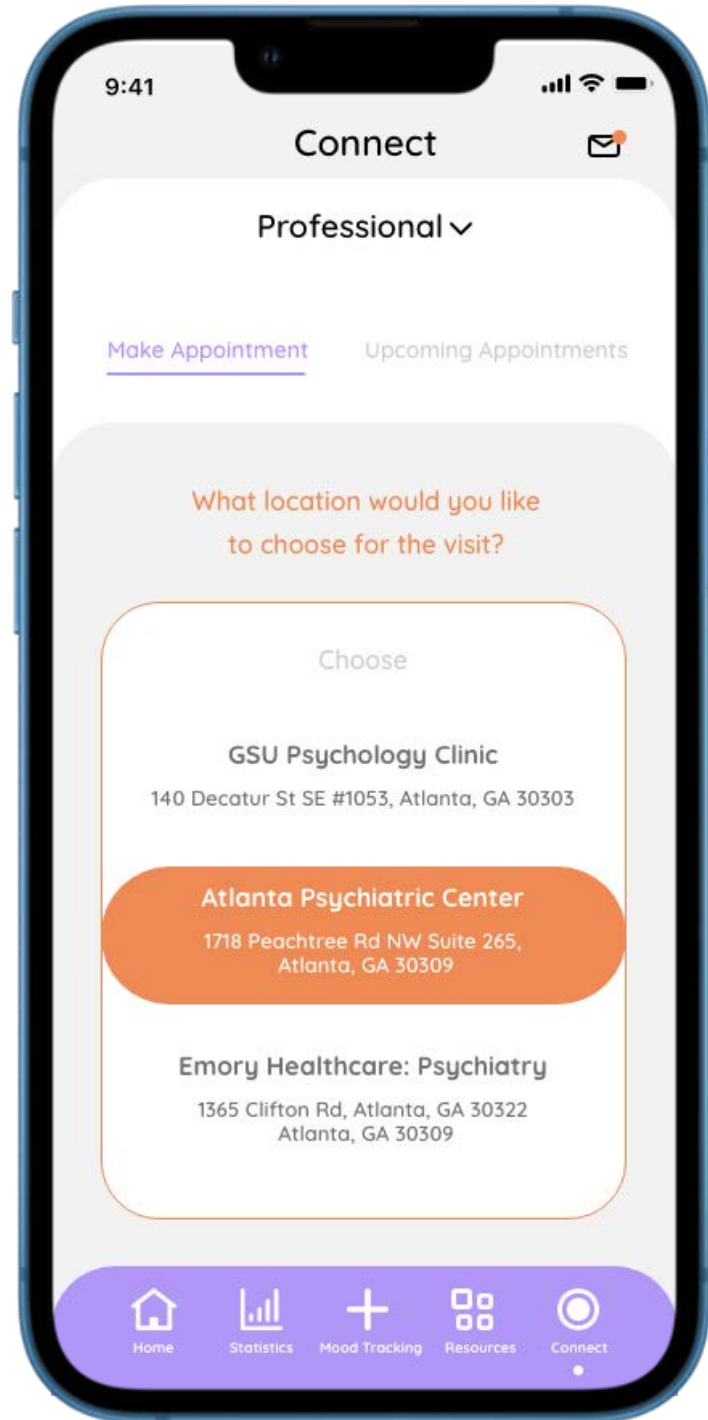 9:41
Connect
Professional
Make Appointment
Upcoming Appointments
What location would you like
to choose for the visit?
Choose
GSU Psychology Clinic
140 Decatur St SE #1053, Atlanta, GA 30303
Atlanta Psychiatric Center
1718 Peachtree Rd NW Suite 265,
Atlanta, GA 30309
Emory Healthcare: Psychiatry
1365 Clifton Rd, Atlanta, GA 30322
Atlanta, GA 30309
Home
Statistics
Mood Tracking
Resources
Connect